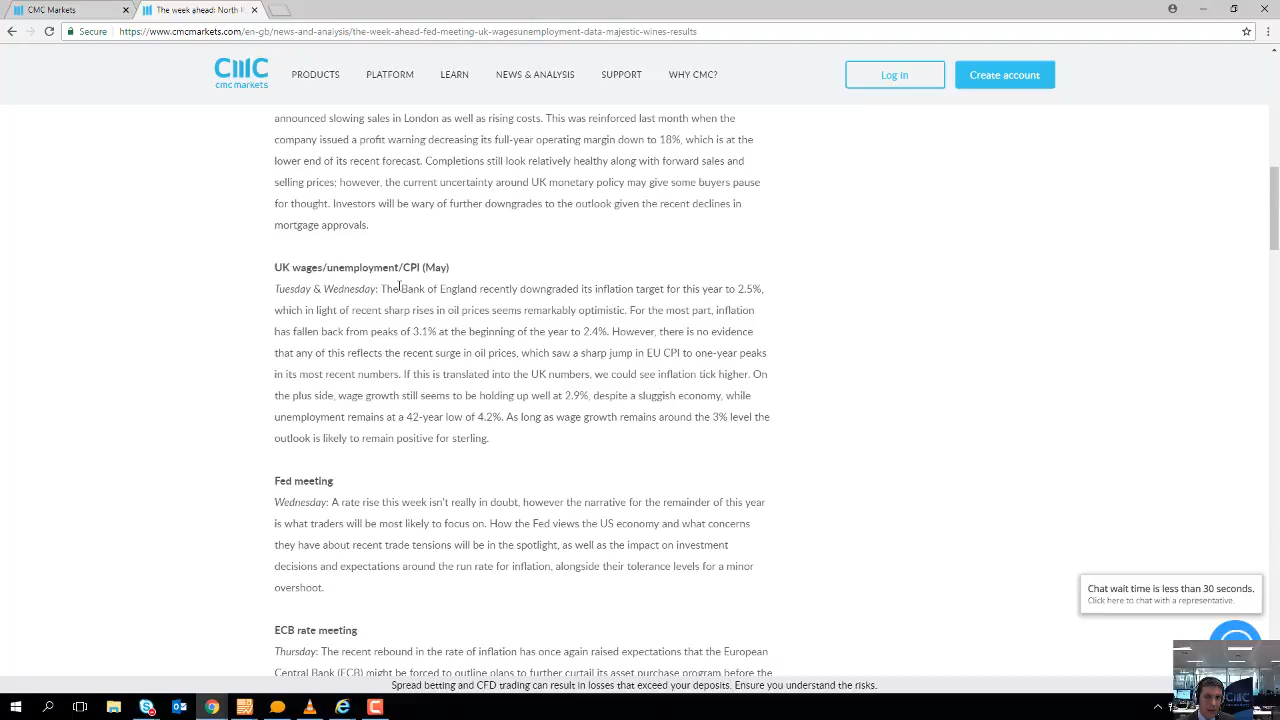 CMC Markets
The week ahead: North K
Secure
https://www.cmcmarkets.com/en-gb/news-and-analysis/the-week-ahead-fed-meeting-uk-wagesunemployment-data-majestic-wines-results
cmc
cmc markets
PRODUCTS
PLATFORM
LEARN
NEWS & ANALYSIS
SUPPORT
WHY CMC?
Log in
Create account
announced slowing sales in London as well as rising costs. This was reinforced last month when the
company issued a profit warning decreasing its full-year operating margin down to 18%, which is at the
lower end of its recent forecast. Completions still look relatively healthy along with forward sales and
selling prices; however, the current uncertainty around UK monetary policy may give some buyers pause
for thought. Investors will be wary of further downgrades to the outlook given the recent declines in
mortgage approvals.
UK wages/unemployment/CPI (May)
Tuesday & Wednesday: The Bank of England recently downgraded its inflation target for this year to 2.5%,
which in light of recent sharp rises in oil prices seems remarkably optimistic. For the most part, inflation
has fallen back from peaks of 3.1% at the beginning of the year to 2.4%. However, there is no evidence
that any of this reflects the recent surge in oil prices, which saw a sharp jump in EU CPI to one-year peaks
in its most recent numbers. If this is translated into the UK numbers, we could see inflation tick higher. On
the plus side, wage growth still seems to be holding up well at 2.9%, despite a sluggish economy, while
unemployment remains at a 42-year low of 4.2%. As long as wage growth remains around the 3% level the
outlook is likely to remain positive for sterling.
Fed meeting
Wednesday: A rate rise this week isn't really in doubt, however the narrative for the remainder of this year
is what traders will be most likely to focus on. How the Fed views the US economy and what concerns
they have about recent trade tensions will be in the spotlight, as well as the impact on investment
decisions and expectations around the run rate for inflation, alongside their tolerance levels for a minor
overshoot.
Chat wait time is less than 30 seconds.
Click here to chat with a representative.
ECB rate meeting
Thursday: The recent rebound in the rate of inflation has once again raised expectations that the European
Central Bank (ECB) might be forced to outline plans to further curtail its asset purchase program before the
Spread betting and CFD trading can result in losses that exceed your deposits. Ensure you understand the risks.